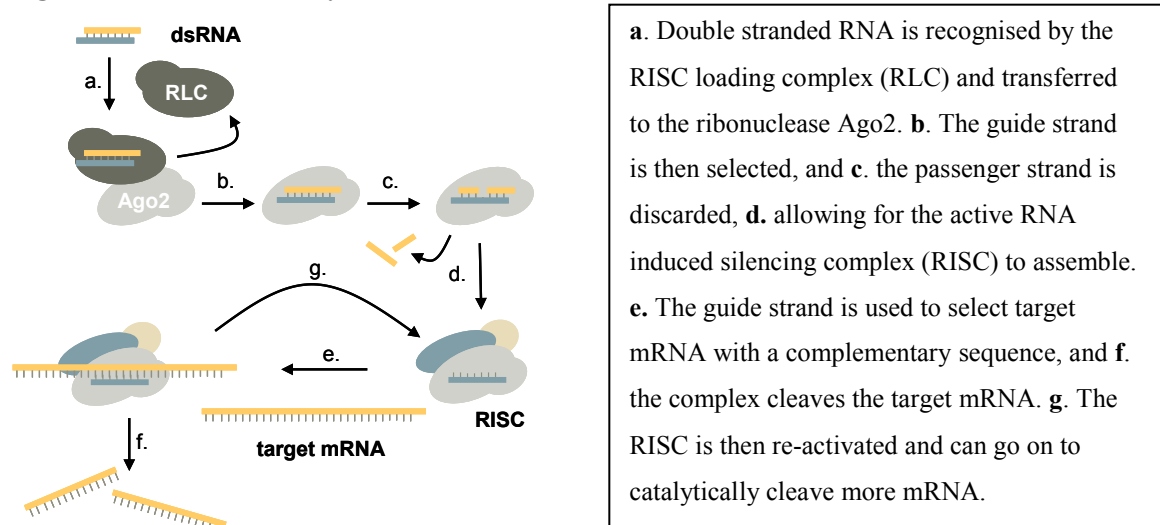 dsRNA
a.
RLC
Ago2
b.
c.
d.
g.
e.
RISC
target mRNA
f.
a. Double stranded RNA is recognised by the
RISC loading complex (RLC) and transferred
to the ribonuclease Ago2. b. The guide strand
is then selected, and c. the passenger strand is
discarded, d. allowing for the active RNA
induced silencing complex (RISC) to assemble.
e. The guide strand is used to select target
mRNA with a complementary sequence, and f.
the complex cleaves the target mRNA. g. The
RISC is then re-activated and can go on to
catalytically cleave more mRNA.